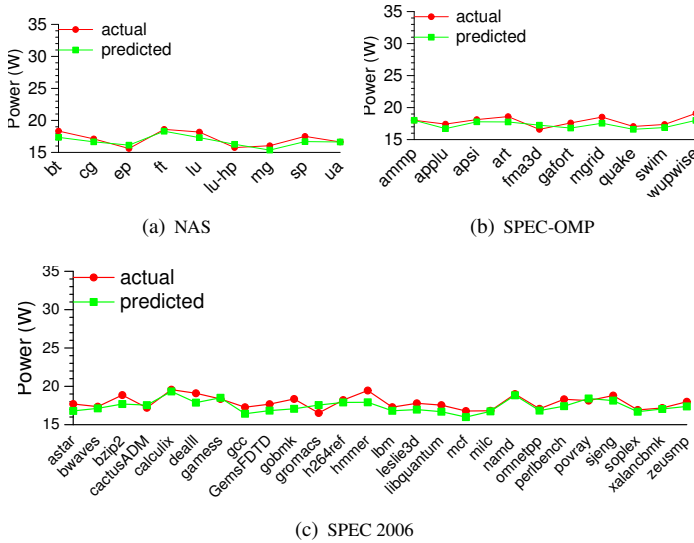 35
30
25
20
15
Power (W)
actual
predicted
bt
cg
ep
ft
lu
lu-hp
mg
sp
ua
(a) NAS
35
30
25
20
15
Power (W)
actual
predicted
ammp
applu
apsi
art
fma3d
gafort
mgrid
quake
swim
wupwise
(b) SPEC-OMP
35
30
25
20
15
Power (W)
actual
predicted
astar
bwaves
bzip2
cactusADM
calculix
dealII
gamess
gcc
GemsFDTD
gobmk
gromacs
h264ref
hmmer
lbm
leslie3d
libquantum
mcf
milc
namd
omnetpp
perlbench
povray
sjeng
soplex
xalancbmk
zeusmp
(c) SPEC 2006